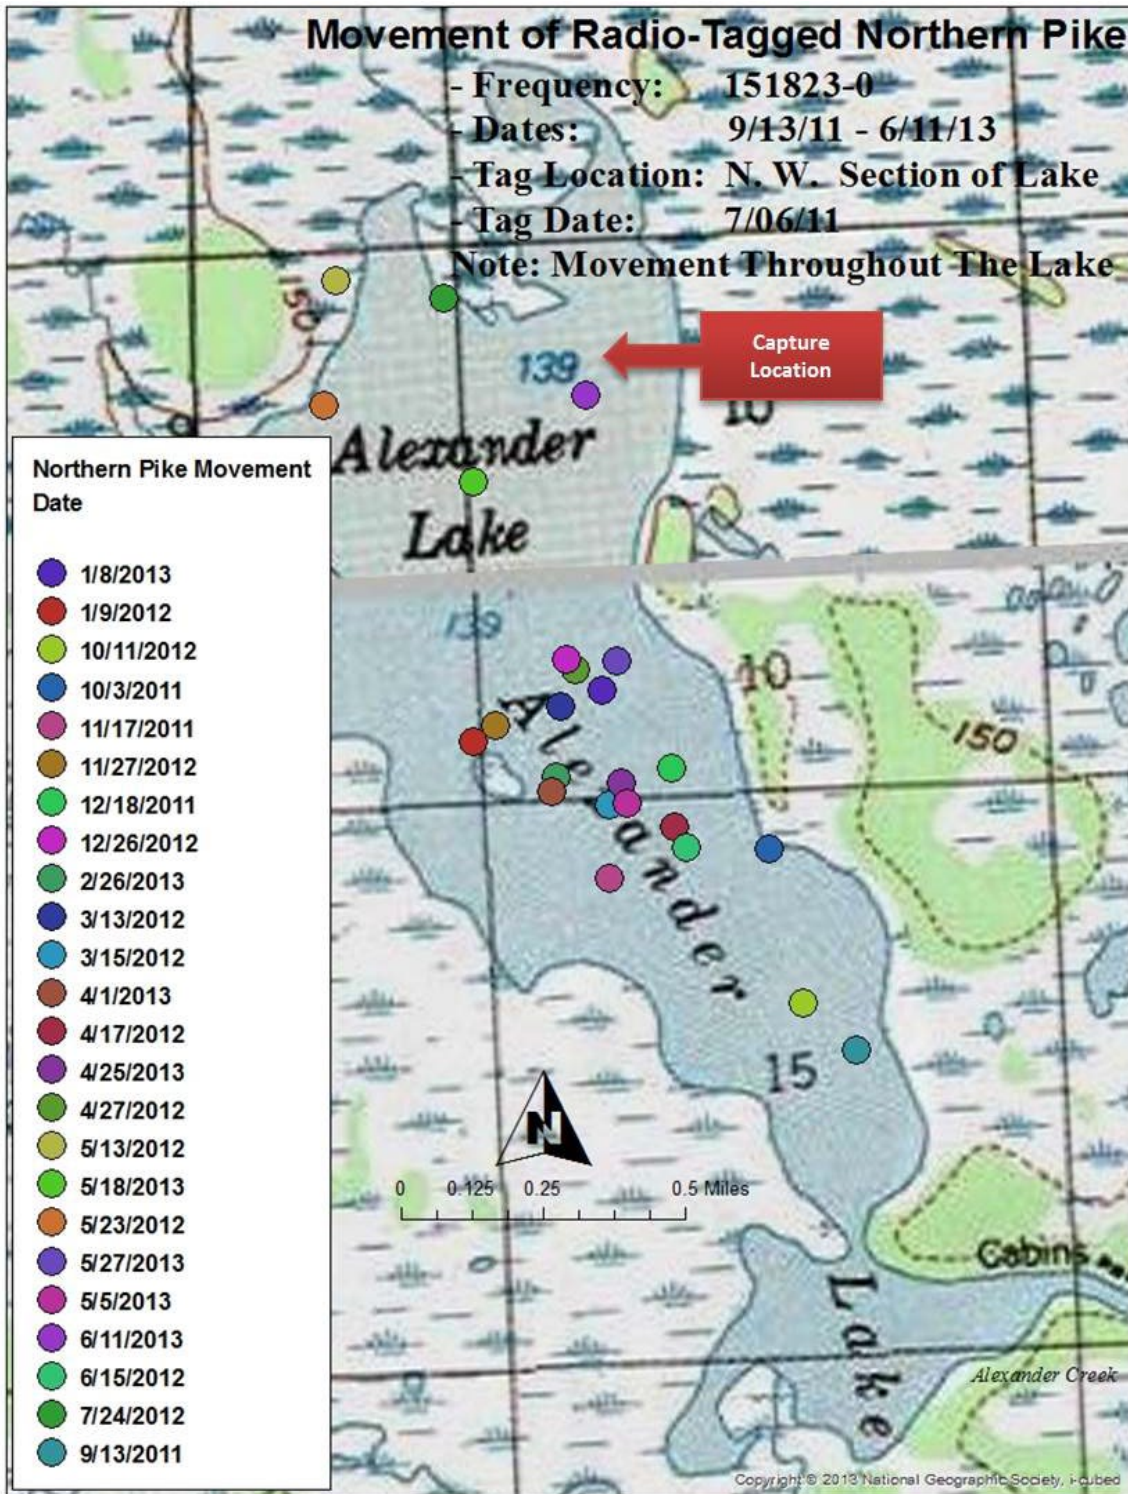 Movement of Radio-Tagged Northern Pike
- Frequency: 151823-0
- Dates: 9/13/11 - 6/11/13
- Tag Location: N. W. Section of Lake
- Tag Date: 7/06/11
Note: Movement Throughout The Lake
150
139
Capture
Location
10
Alexander
Lake
Northern Pike Movement
Date
1/8/2013
1/9/2012
10/11/2012
10/3/2011
11/17/2011
11/27/2012
12/18/2011
12/26/2012
2/26/2013
3/13/2012
3/15/2012
4/1/2013
4/17/2012
4/25/2013
4/27/2012
5/13/2012
5/18/2013
5/23/2012
5/27/2013
5/5/2013
6/11/2013
6/15/2012
7/24/2012
9/13/2011
139
10
150
Alexander
15
N
0 0.125 0.25 0.5 Miles
Cabins
Lake
Alexander Creek
Copyright © 2013 National Geographic Society, i-cubed